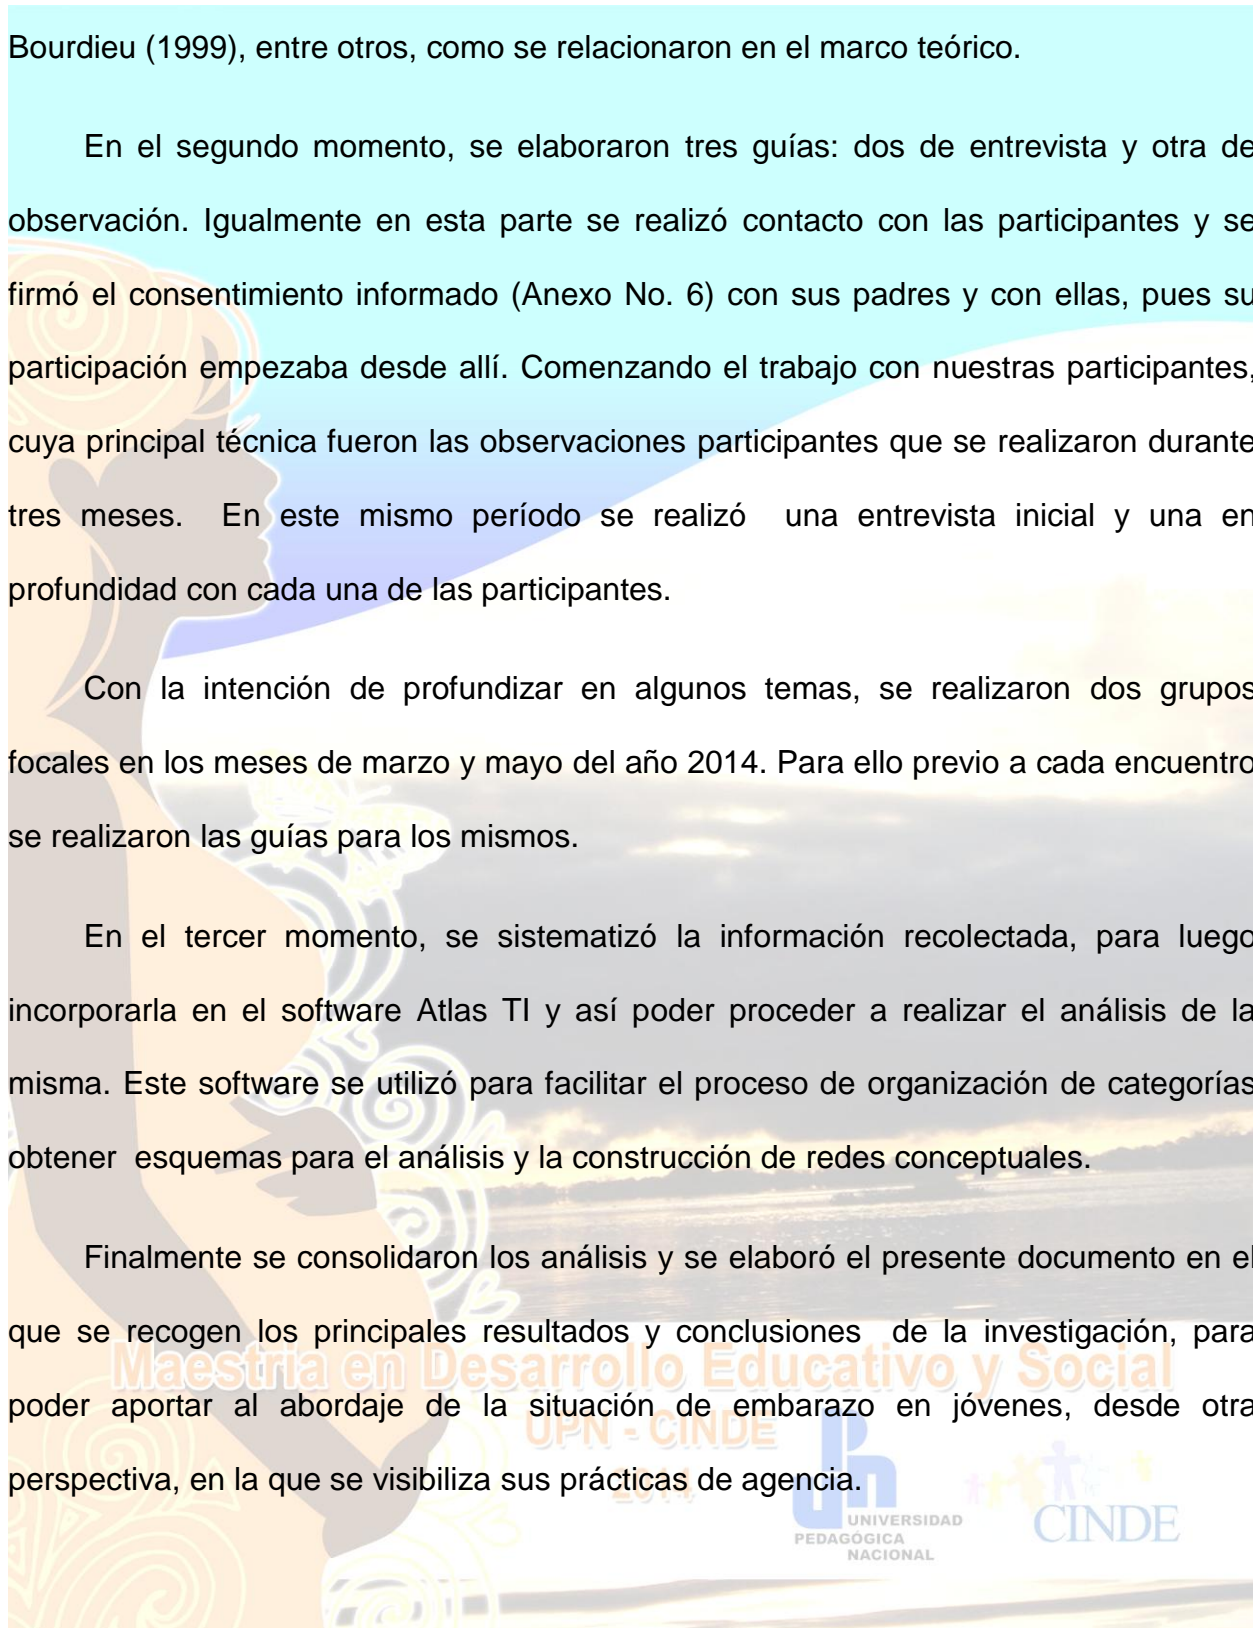 Bourdieu (1999), entre otros, como se relacionaron en el marco teórico.
En el segundo momento, se elaboraron tres guías: dos de entrevista y otra de
observación. Igualmente en esta parte se realizó contacto con las participantes y se
firmó el consentimiento informado (Anexo No. 6) con sus padres y con ellas, pues su
participación empezaba desde allí. Comenzando el trabajo con nuestras participantes,
cuya principal técnica fueron las observaciones participantes que se realizaron durante
tres meses. En este mismo período se realizó una entrevista inicial y una en
profundidad con cada una de las participantes.
Con la intención de profundizar en algunos temas, se realizaron dos grupos
focales en los meses de marzo y mayo del año 2014. Para ello previo a cada encuentro
se realizaron las guías para los mismos.
En el tercer momento, se sistematizó la información recolectada, para luego
incorporarla en el software Atlas TI y así poder proceder a realizar el análisis de la
misma. Este software se utilizó para facilitar el proceso de organización de categorías
obtener esquemas para el análisis y la construcción de redes conceptuales.
Finalmente se consolidaron los análisis y se elaboró el presente documento en el
que se recogen los principales resultados y conclusiones de la investigación, para
Maestria en Desarrollo Educativo y Social
poder aportar al abordaje de la situación de embarazo en jóvenes, desde otra
UPN - CINDE
perspectiva, en la que se visibiliza sus prácticas de agencia.
2014
UNIVERSIDAD
PEDAGÓGICA
NACIONAL
CINDE